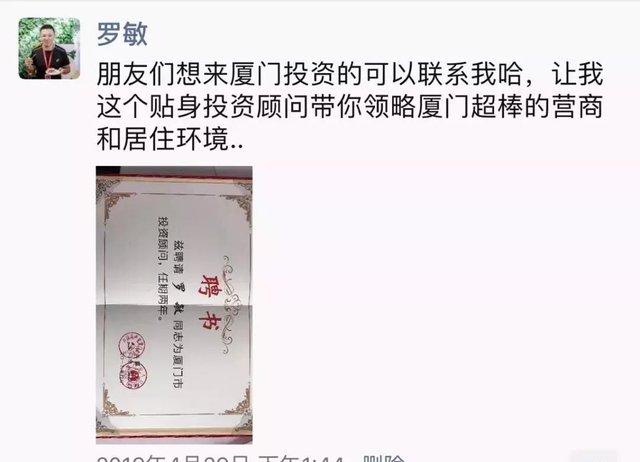 罗敏
朋友们想来厦门投资的可以联系我哈，让我
这个贴身投资顾问带你领略厦门超棒的营商
和居住环境..
聘书
兹聘请 罗敏 同志为厦门市
投资顾问，任期两年。